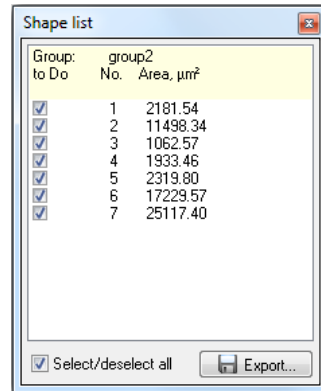 Shape list
Group: group2
to Do No. Area, µm²
1 2181.54
2 11498.34
3 1062.57
4 1933.46
5 2319.80
6 17229.57
7 25117.40
Select/deselect all Export...